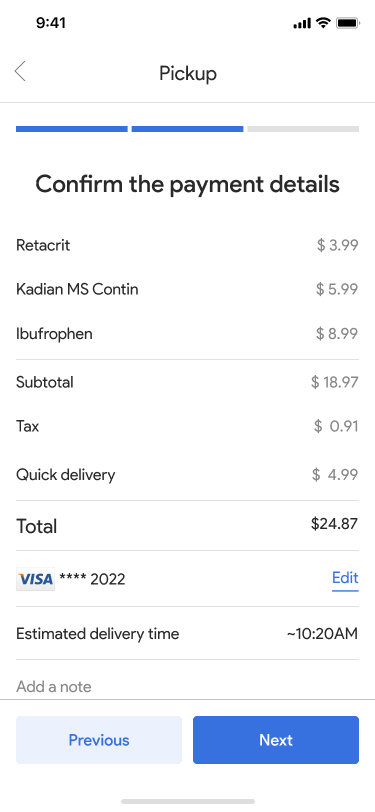 9:41
Pickup
Confirm the payment details
Retacrit $ 3.99
Kadian MS Contin $ 5.99
Ibufrophen $ 8.99
Subtotal $ 18.97
Tax $ 0.91
Quick delivery $ 4.99
Total $24.87
VISA **** 2022 Edit
Estimated delivery time ~10:20AM
Add a note
Previous Next